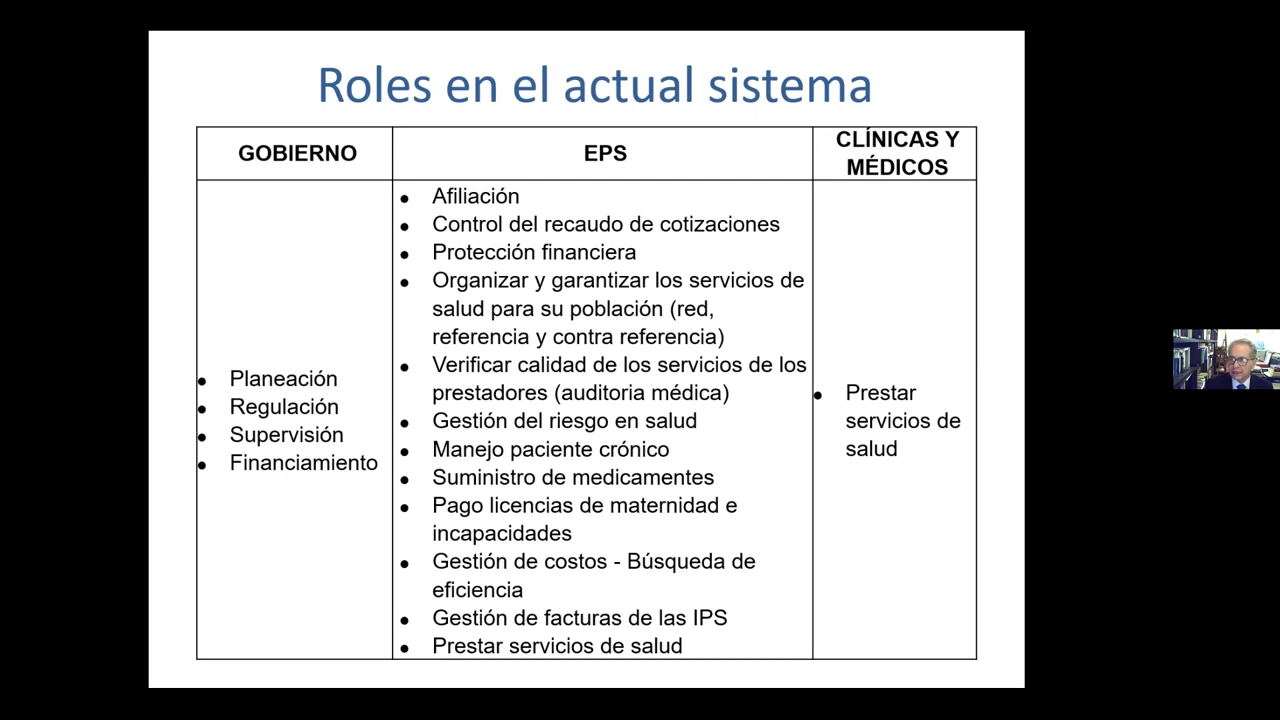 Roles en el actual sistema
GOBIERNO
EPS
CLÍNICAS Y
MÉDICOS
● Planeación
● Regulación
● Supervisión
● Financiamiento
● Afiliación
● Control del recaudo de cotizaciones
● Protección financiera
● Organizar y garantizar los servicios de
salud para su población (red,
referencia y contra referencia)
● Verificar calidad de los servicios de los
prestadores (auditoria médica)
● Gestión del riesgo en salud
● Manejo paciente crónico
● Suministro de medicamentes
● Pago licencias de maternidad e
incapacidades
● Gestión de costos - Búsqueda de
eficiencia
● Gestión de facturas de las IPS
● Prestar servicios de salud
● Prestar
servicios de
salud